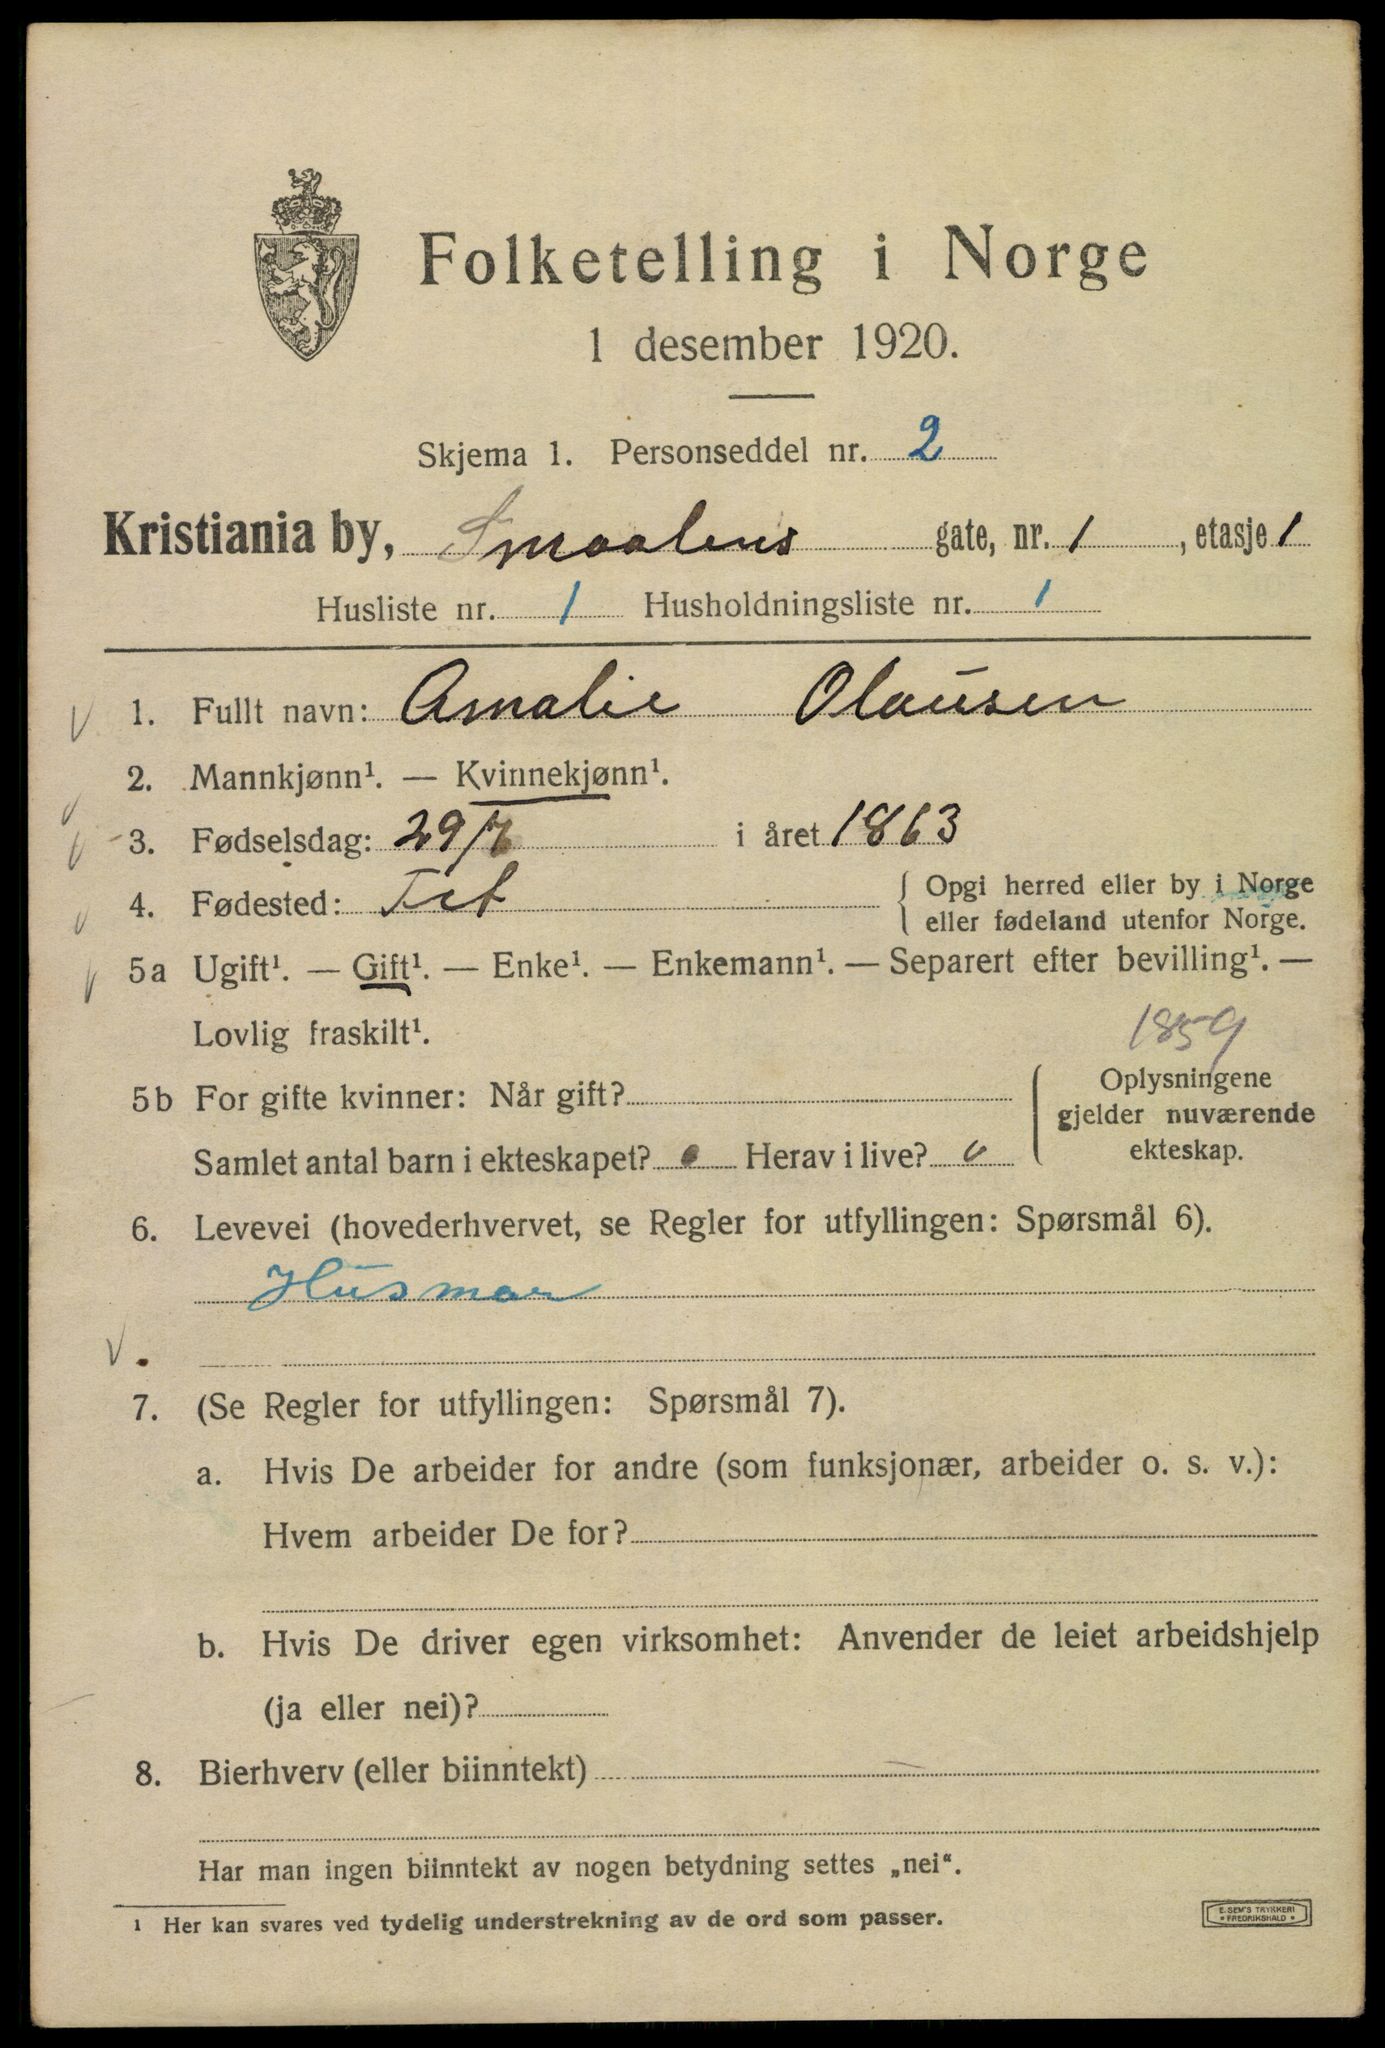 Folketelling i Norge
1 desember 1920.
Skjema 1. Personseddel nr. 2
Kristiania by, Smaalens gate, nr. 1, etasje 1
Husliste nr. 1 Husholdningsliste nr. 1
1. Fullt navn: Amalie Olausen
2. Mannkjønn¹. — Kvinnekjønn¹.
3. Fødselsdag: 29/7 i året 1863
4. Fødested: { Opgi herred eller by i Norge
eller fødeland utenfor Norge.
5a Ugift¹. — Gift¹. — Enke¹. — Enkemann¹. — Separert efter bevilling¹. —
Lovlig fraskilt¹.
1859
5b For gifte kvinner: Når gift? { Oplysningene
gjelder nuværende
Samlet antal barn i ekteskapet? 0 Herav i live? 0 ekteskap.
6. Levevei (hovederhvervet, se Regler for utfyllingen: Spørsmål 6).
Husmor
7. (Se Regler for utfyllingen: Spørsmål 7).
a. Hvis De arbeider for andre (som funksjonær, arbeider o. s. v.):
Hvem arbeider De for?
b. Hvis De driver egen virksomhet: Anvender de leiet arbeidshjelp
(ja eller nei)?
8. Bierhverv (eller biinntekt) —
Har man ingen biinntekt av nogen betydning settes „nei“.
1 Her kan svares ved tydelig understrekning av de ord som passer.
E. SEM'S TRYKKERI
• FREDRIKSHALD •